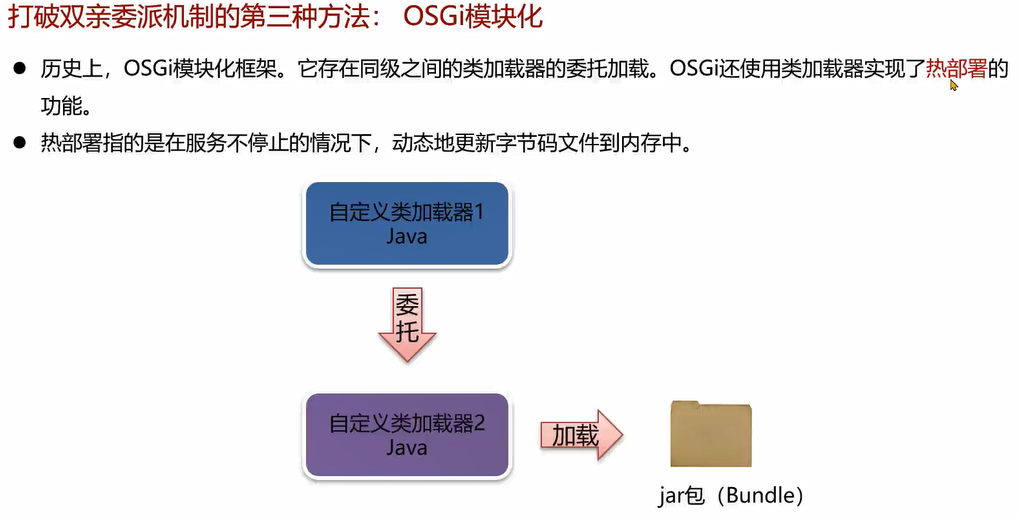 打破双亲委派机制的第三种方法： OSGi模块化
● 历史上，OSGi模块化框架。它存在同级之间的类加载器的委托加载。OSGi还使用类加载器实现了热部署的
功能。
● 热部署指的是在服务不停止的情况下，动态地更新字节码文件到内存中。
自定义类加载器1
Java
委
托
自定义类加载器2
Java
加载
jar包（Bundle）